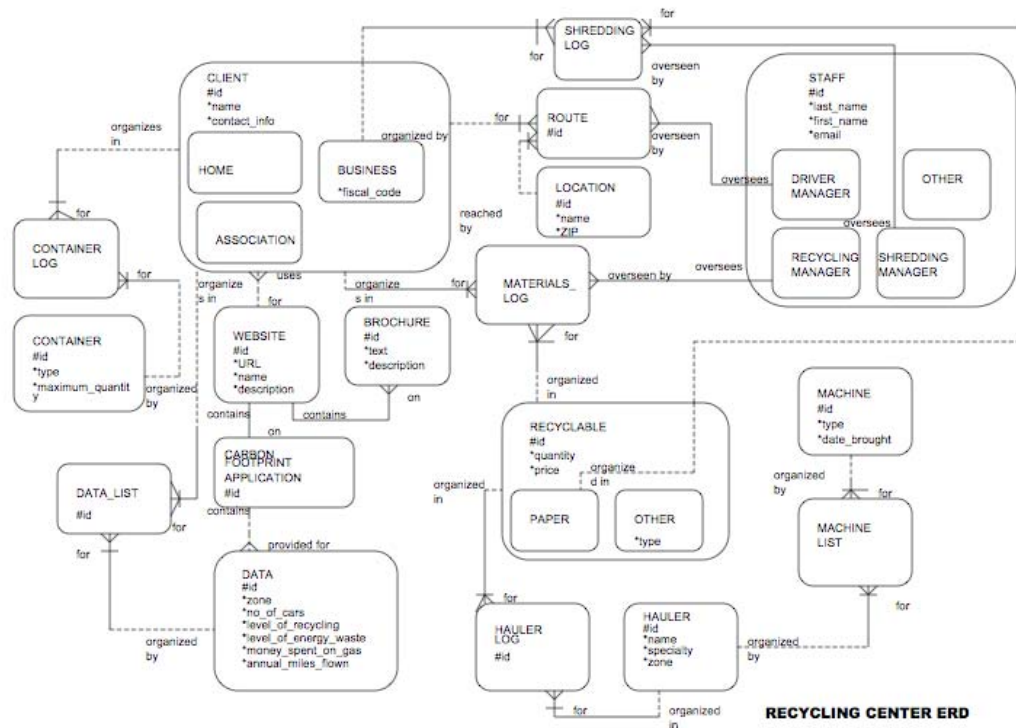 for
SHREDDING
LOG
for
overseen
by
CLIENT
#id
*name
*contact_info
HOME
BUSINESS
*fiscal_code
ASSOCIATION
organized by
for
ROUTE
#id
overseen
by
STAFF
#id
*last_name
*first_name
*email
DRIVER
MANAGER
OTHER
RECYCLING
MANAGER
SHREDDING
MANAGER
oversees
oversees
oversees
organizes
in
for
CONTAINER
LOG
for
LOCATION
#id
*name
*ZIP
reached
by
MATERIALS_
LOG
for
overseen by
for
uses
organize
s in
organize
s in
for
CONTAINER
#id
*type
*maximum_quantit
y
organized
by
WEBSITE
#id
*URL
*name
*description
BROCHURE
#id
*text
*description
contains
contains
on
on
CARBON
FOOTPRINT
APPLICATION
#id
contains
provided for
DATA_LIST
#id
for
for
DATA
#id
*zone
*no_of_cars
*level_of_recycling
*level_of_energy_waste
*money_spent_on_gas
*annual_miles_flown
organized
by
organized
in
RECYCLABLE
#id
*quantity
*price
organize
d in
PAPER
OTHER
*type
organized
in
MACHINE
#id
*type
*date_brought
organized
by
for
MACHINE
LIST
for
for
HAULER
LOG
#id
for
HAULER
#id
*name
*specialty
*zone
organized
by
organized
in
RECYCLING CENTER ERD